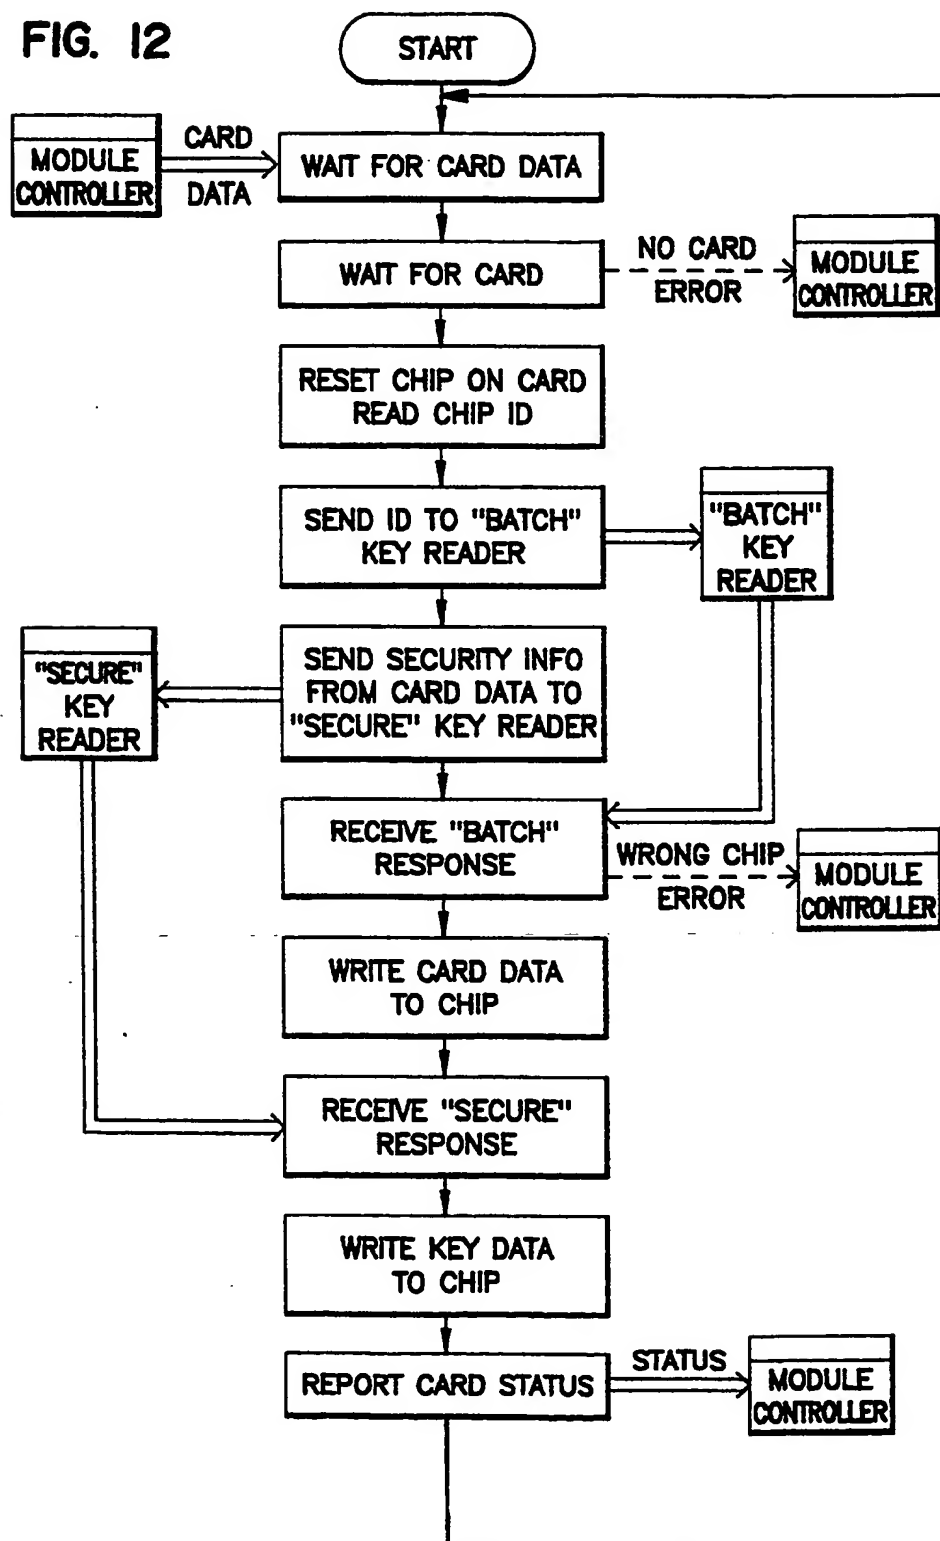 FIG. 12
START
CARD
DATA
MODULE
CONTROLLER
WAIT FOR CARD DATA
WAIT FOR CARD
NO CARD
ERROR
MODULE
CONTROLLER
RESET CHIP ON CARD
READ CHIP ID
SEND ID TO "BATCH"
KEY READER
"BATCH"
KEY
READER
"SECURE"
KEY
READER
SEND SECURITY INFO
FROM CARD DATA TO
"SECURE" KEY READER
RECEIVE "BATCH"
RESPONSE
WRONG CHIP
ERROR
MODULE
CONTROLLER
WRITE CARD DATA
TO CHIP
RECEIVE "SECURE"
RESPONSE
WRITE KEY DATA
TO CHIP
REPORT CARD STATUS
STATUS
MODULE
CONTROLLER